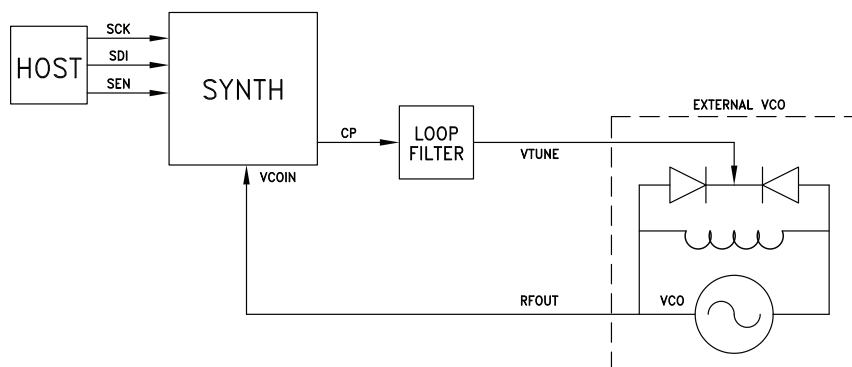 HOST
SCK
SDI
SEN
SYNTH
CP
LOOP
FILTER
VTUNE
EXTERNAL VCO
VCOIN
RFOUT
VCO